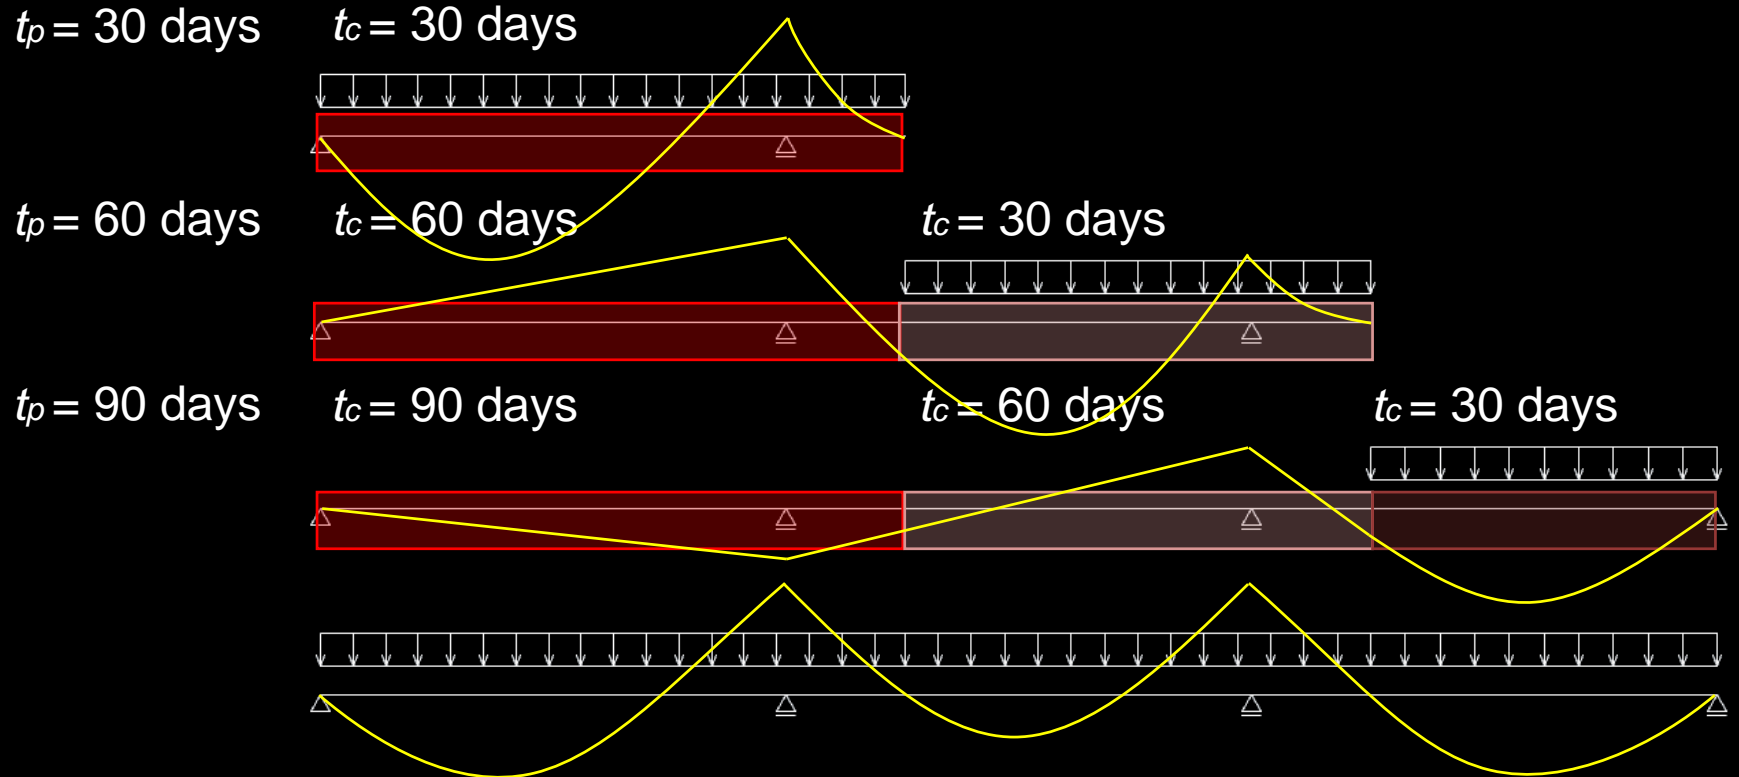 tp = 30 days tc = 30 days
tp = 60 days tc = 60 days tc = 30 days
tp = 90 days tc = 90 days tc = 60 days tc = 30 days